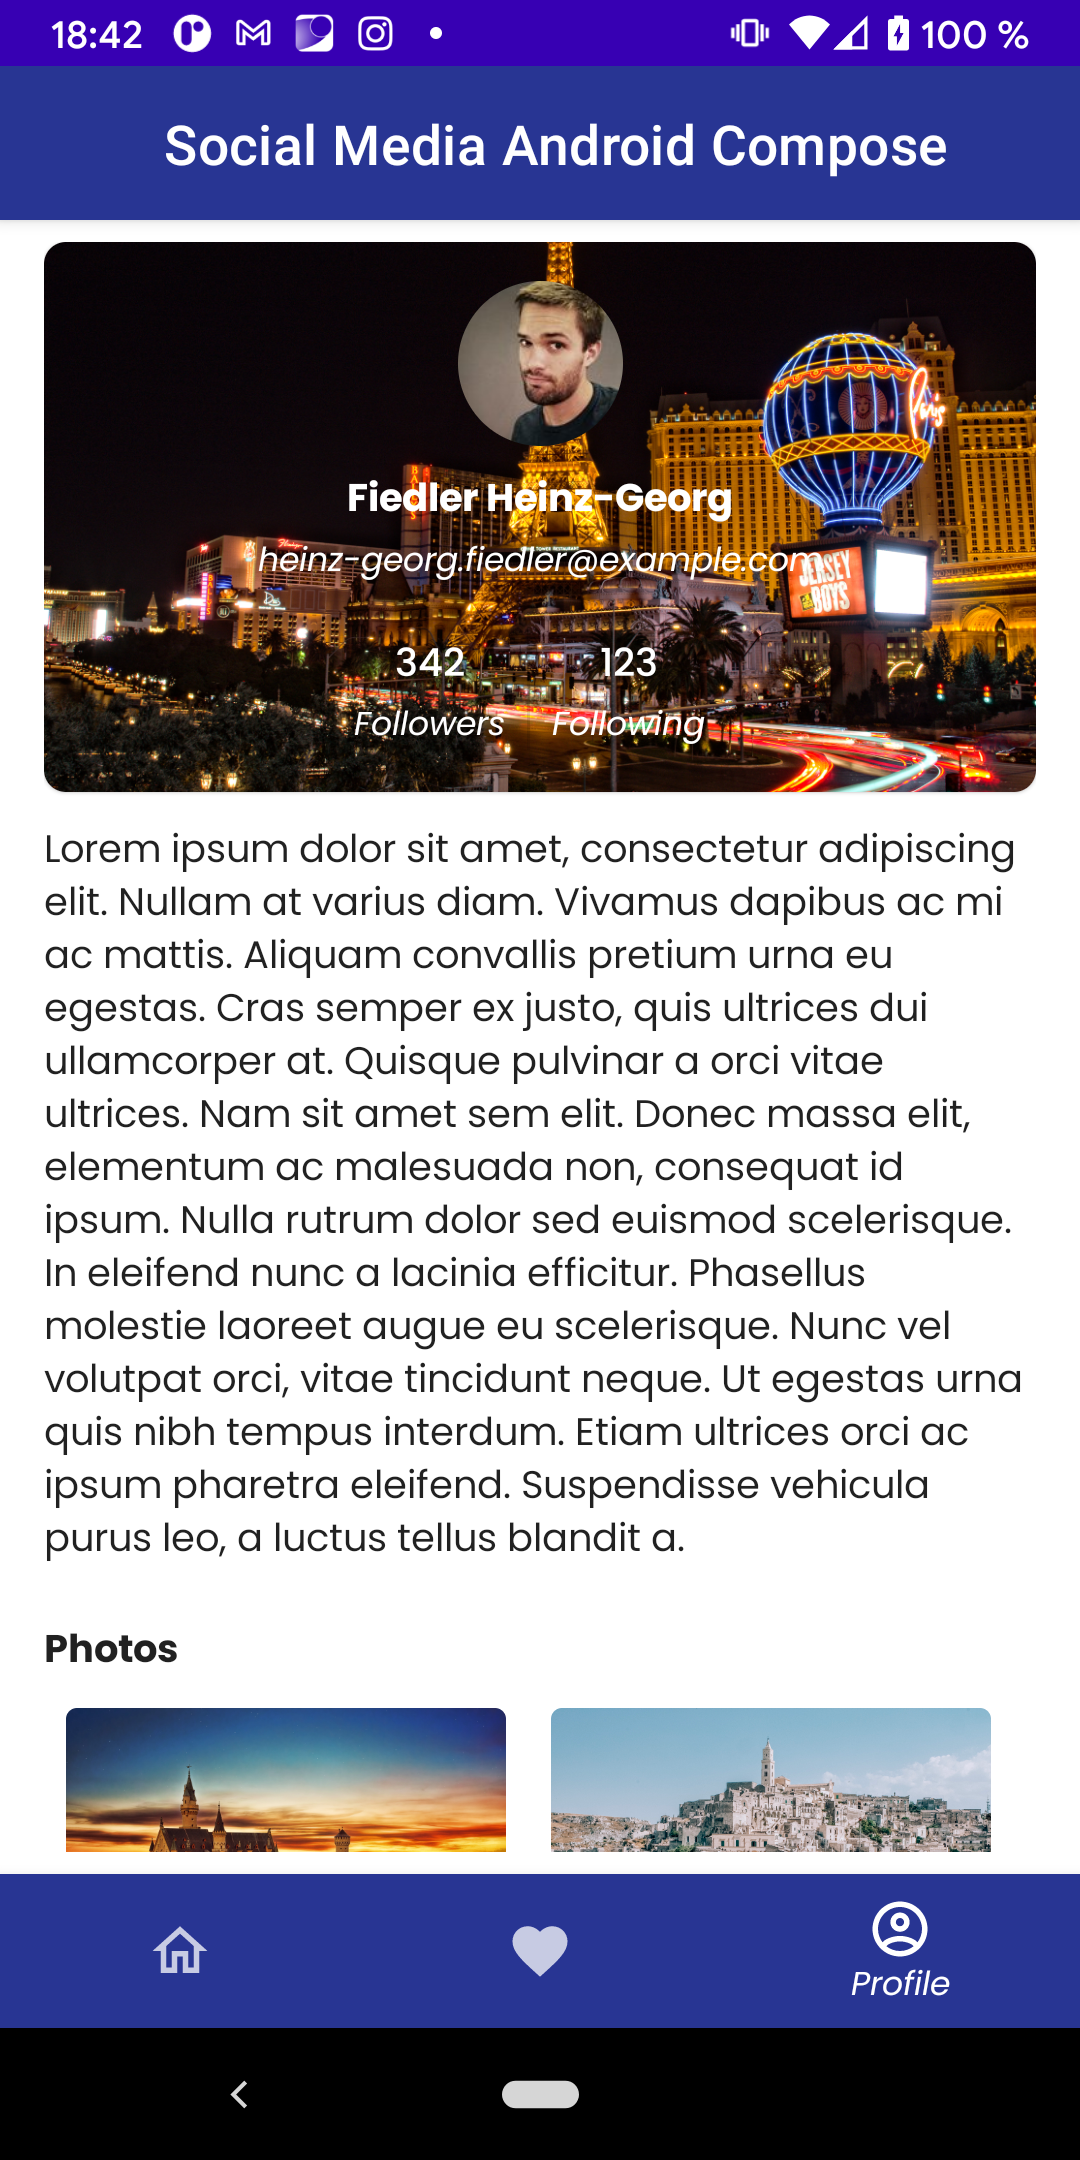 18:42
100 %
Social Media Android Compose
Paris
Fiedler Heinz-Georg
heinz-georg.fiedler@example.com
JERSEY
BOYS
342 123
Followers Following
Lorem ipsum dolor sit amet, consectetur adipiscing
elit. Nullam at varius diam. Vivamus dapibus ac mi
ac mattis. Aliquam convallis pretium urna eu
egestas. Cras semper ex justo, quis ultrices dui
ullamcorper at. Quisque pulvinar a orci vitae
ultrices. Nam sit amet sem elit. Donec massa elit,
elementum ac malesuada non, consequat id
ipsum. Nulla rutrum dolor sed euismod scelerisque.
In eleifend nunc a lacinia efficitur. Phasellus
molestie laoreet augue eu scelerisque. Nunc vel
volutpat orci, vitae tincidunt neque. Ut egestas urna
quis nibh tempus interdum. Etiam ultrices orci ac
ipsum pharetra eleifend. Suspendisse vehicula
purus leo, a luctus tellus blandit a.
Photos
Profile